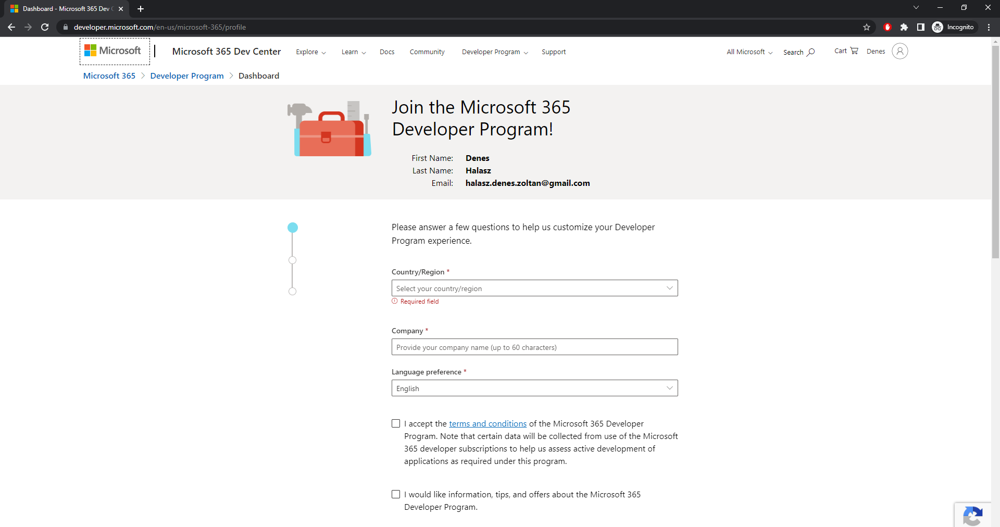 Dashboard - Microsoft 365 Dev
developer.microsoft.com/en-us/microsoft-365/profile
Incognito
Microsoft
Microsoft 365 Dev Center
Explore
Learn
Docs
Community
Developer Program
Support
All Microsoft
Search
Cart
Denes
Microsoft 365 > Developer Program > Dashboard
Join the Microsoft 365
Developer Program!
First Name: Denes
Last Name: Halasz
Email: halasz.denes.zoltan@gmail.com
Please answer a few questions to help us customize your Developer
Program experience.
Country/Region *
Select your country/region
Required field
Company *
Provide your company name (up to 60 characters)
Language preference *
English
I accept the terms and conditions of the Microsoft 365 Developer
Program. Note that certain data will be collected from use of the Microsoft
365 developer subscriptions to help us assess active development of
applications as required under this program.
I would like information, tips, and offers about the Microsoft 365
Developer Program.